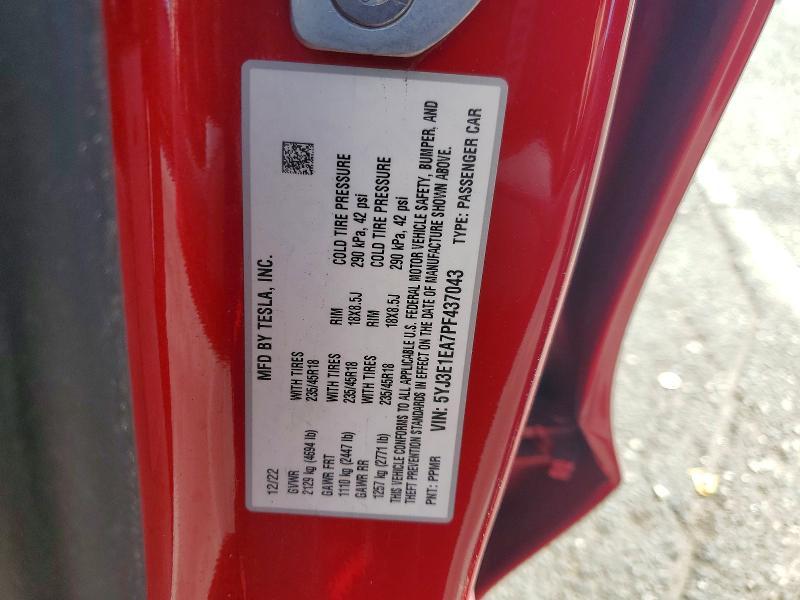 MFD BY TESLA, INC.
12/22
GVWR
2129 kg (4694 lb)
GAWR FRT WITH TIRES RIM COLD TIRE PRESSURE
1110 kg (2447 lb) 235/45R18 18X8.5J 290 kPa, 42 psi
GAWR RR WITH TIRES RIM COLD TIRE PRESSURE
1257 kg (2771 lb) 235/45R18 18X8.5J 290 kPa, 42 psi
THIS VEHICLE CONFORMS TO ALL APPLICABLE U.S. FEDERAL MOTOR VEHICLE SAFETY, BUMPER, AND
THEFT PREVENTION STANDARDS IN EFFECT ON THE DATE OF MANUFACTURE SHOWN ABOVE.
VIN: 5YJ3E1EA7PF437043 TYPE: PASSENGER CAR
PNT: PPMR